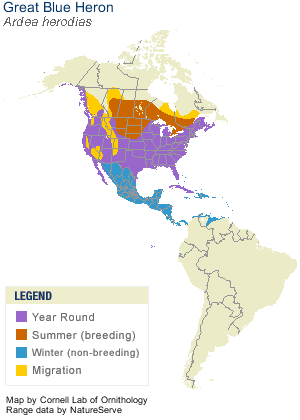 Great Blue Heron
Ardea herodias
LEGEND
Year Round
Summer (breeding)
Winter (non-breeding)
Migration
Map by Cornell Lab of Ornithology
Range data by NatureServe